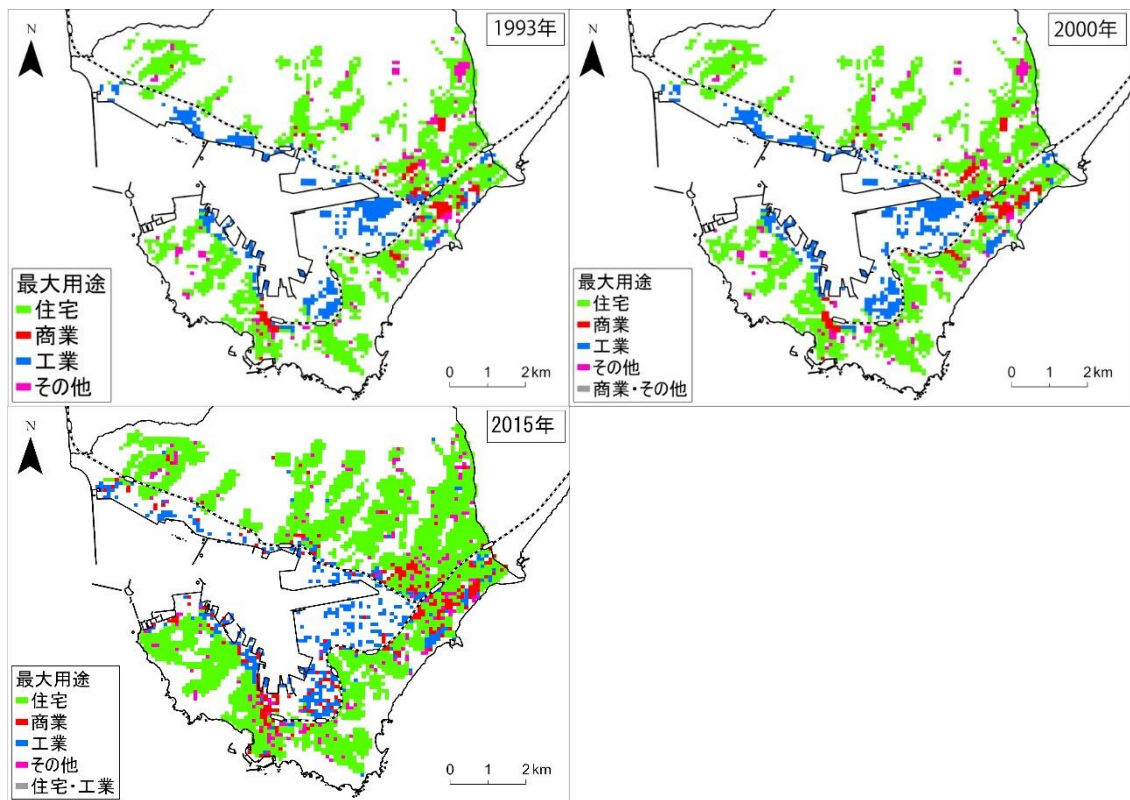 N
1993年
最大用途
住宅
商業
工業
その他
0 1 2km
N
2000年
最大用途
住宅
商業
工業
その他
商業・その他
0 1 2km
N
2015年
最大用途
住宅
商業
工業
その他
住宅・工業
0 1 2km